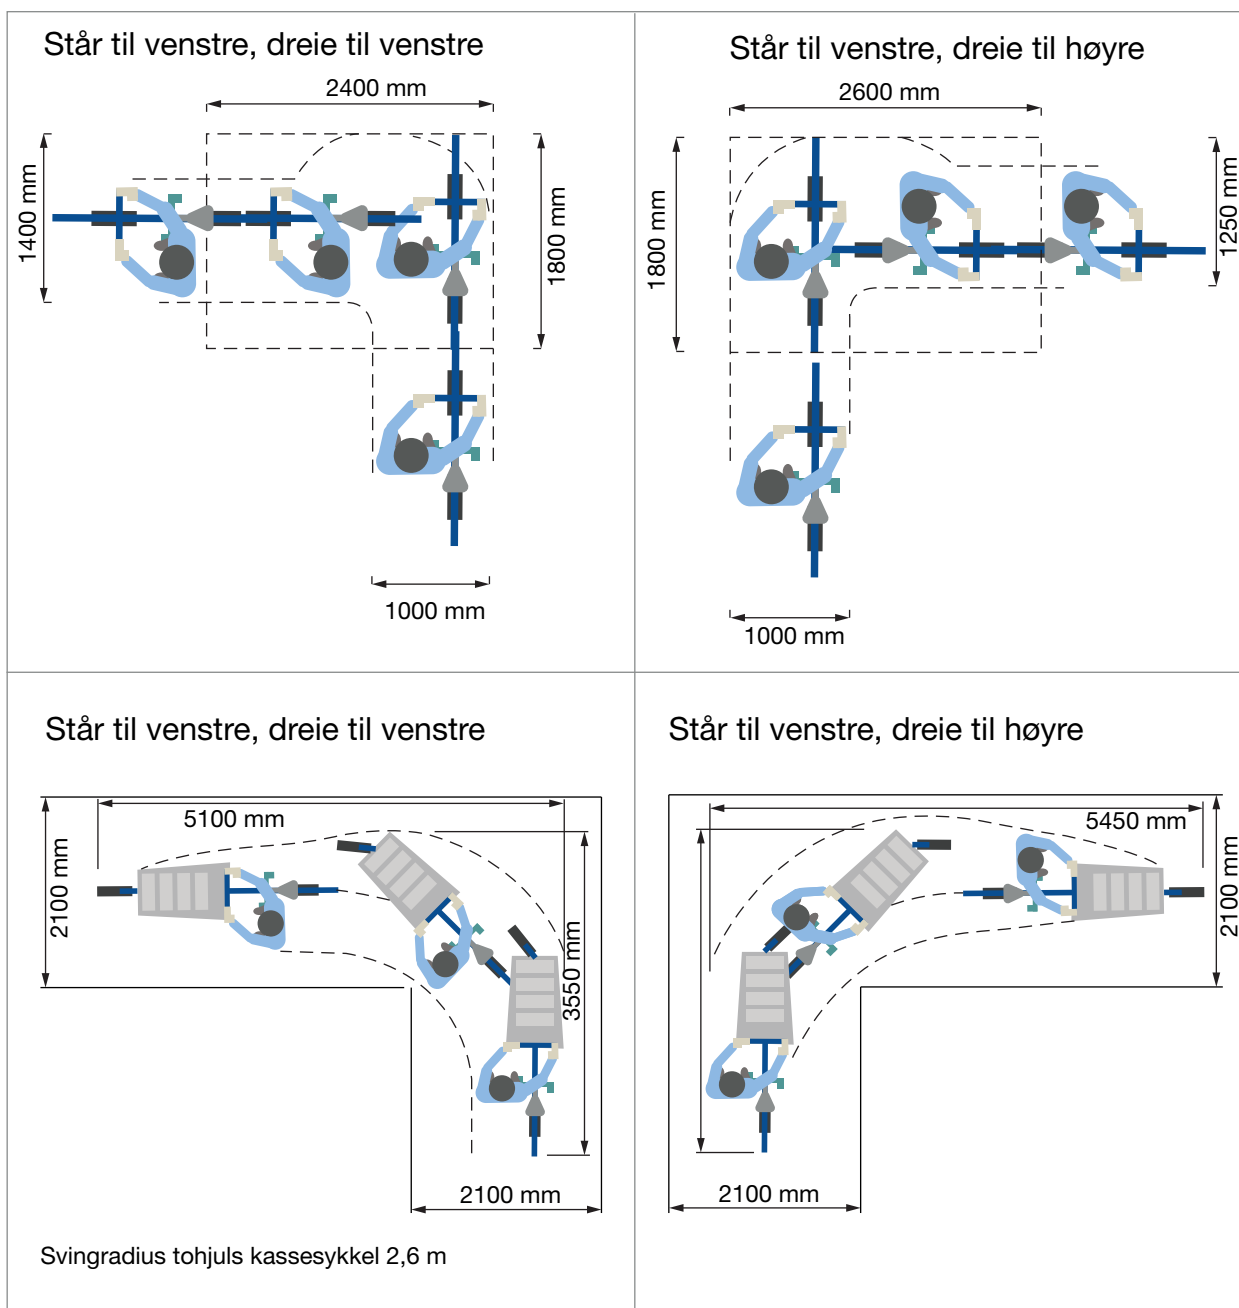 Står til venstre, dreie til venstre
2400 mm
1400 mm
1800 mm
1000 mm
Står til venstre, dreie til høyre
2600 mm
1800 mm
1250 mm
1000 mm
Står til venstre, dreie til venstre
5100 mm
2100 mm
3550 mm
2100 mm
Svingradius tohjuls kassesykkel 2,6 m
Står til venstre, dreie til høyre
5450 mm
2100 mm
2100 mm